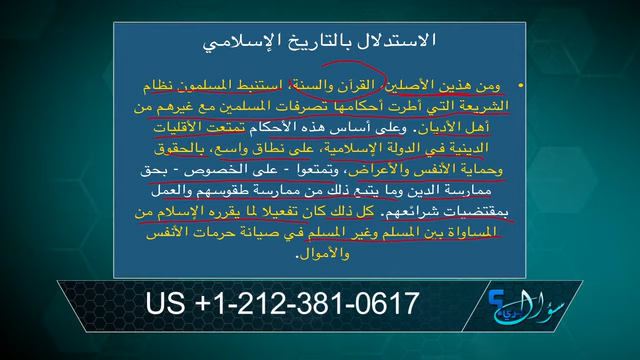 الاستدلال بالتاريخ الإسلامي
• ومن هذين الأصلين، القرآن والسنة، استنبط المسلمون نظام
الشريعة التي أطرت أحكامها تصرفات المسلمين مع غيرهم من
أهل الأديان. وعلى أساس هذه الأحكام تمتعت الأقليات
الدينية في الدولة الإسلامية، على نطاق واسع، بالحقوق
وحماية الأنفس والأعراض، وتمتعوا - على الخصوص - بحق
ممارسة الدين وما يتبع ذلك من ممارسة طقوسهم والعمل
بمقتضيات شرائعهم. كل ذلك كان تفعيلا لما يقرره الإسلام من
المساواة بين المسلم وغير المسلم في صيانة حرمات الأنفس
والأموال.
US +1-212-381-0617
سؤال جريء